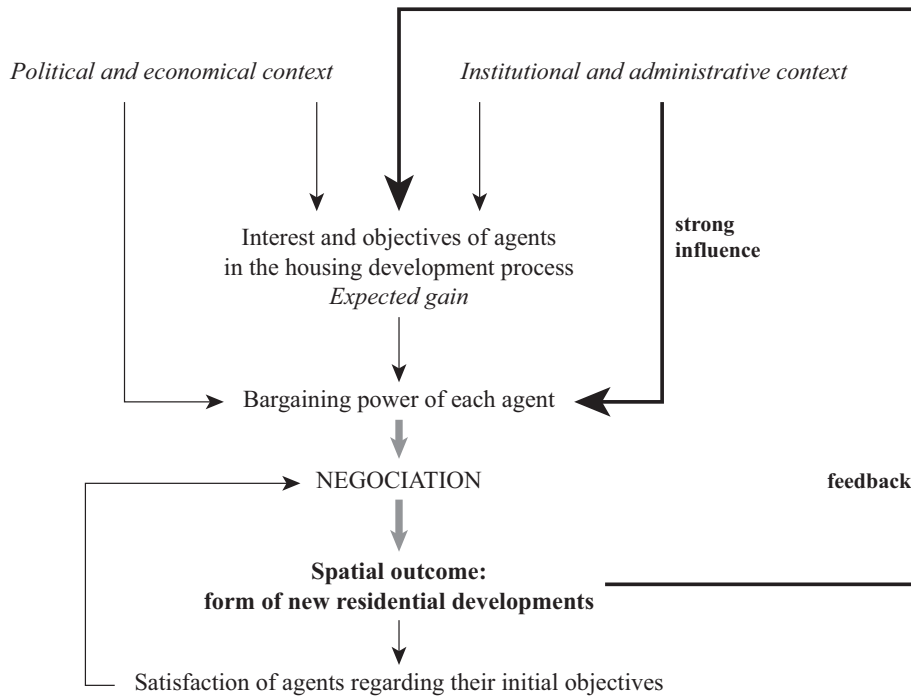 Political and economical context
Institutional and administrative context
strong
influence
Interest and objectives of agents
in the housing development process
Expected gain
Bargaining power of each agent
NEGOCIATION
feedback
Spatial outcome:
form of new residential developments
Satisfaction of agents regarding their initial objectives